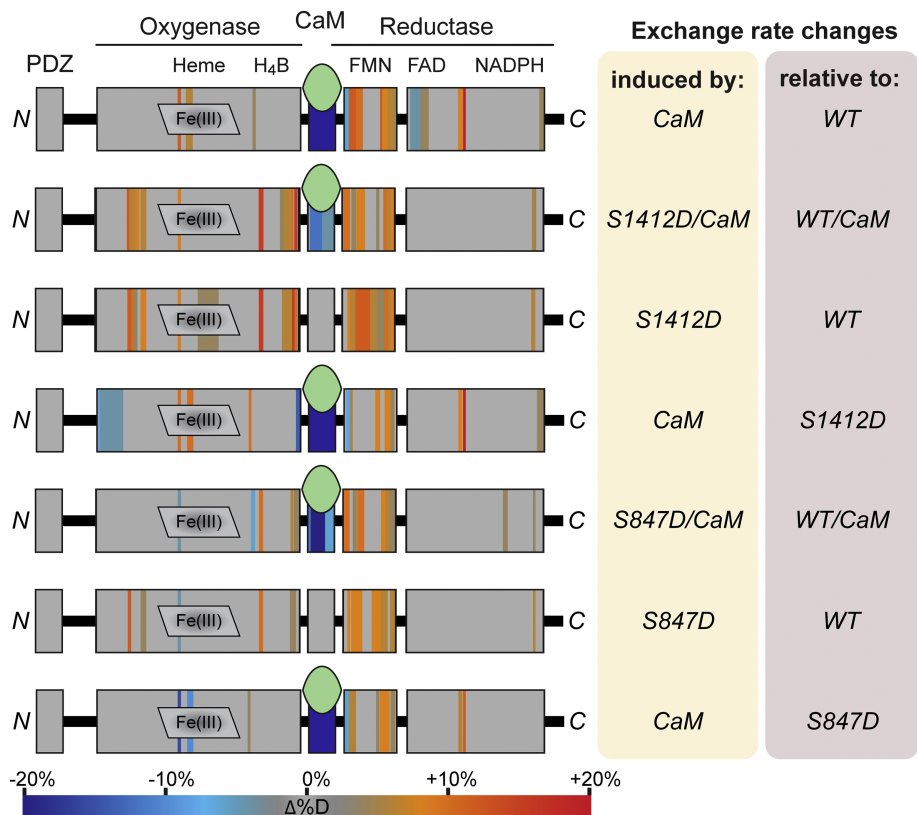 Oxygenase CaM Reductase Exchange rate changes
PDZ Heme H₄B FMN FAD NADPH induced by: relative to:
N Fe(III) C CaM WT
N Fe(III) C S1412D/CaM WT/CaM
N Fe(III) C S1412D WT
N Fe(III) C CaM S1412D
N Fe(III) C S847D/CaM WT/CaM
N Fe(III) C S847D WT
N Fe(III) C CaM S847D
-20% -10% 0% +10% +20%
Δ%D